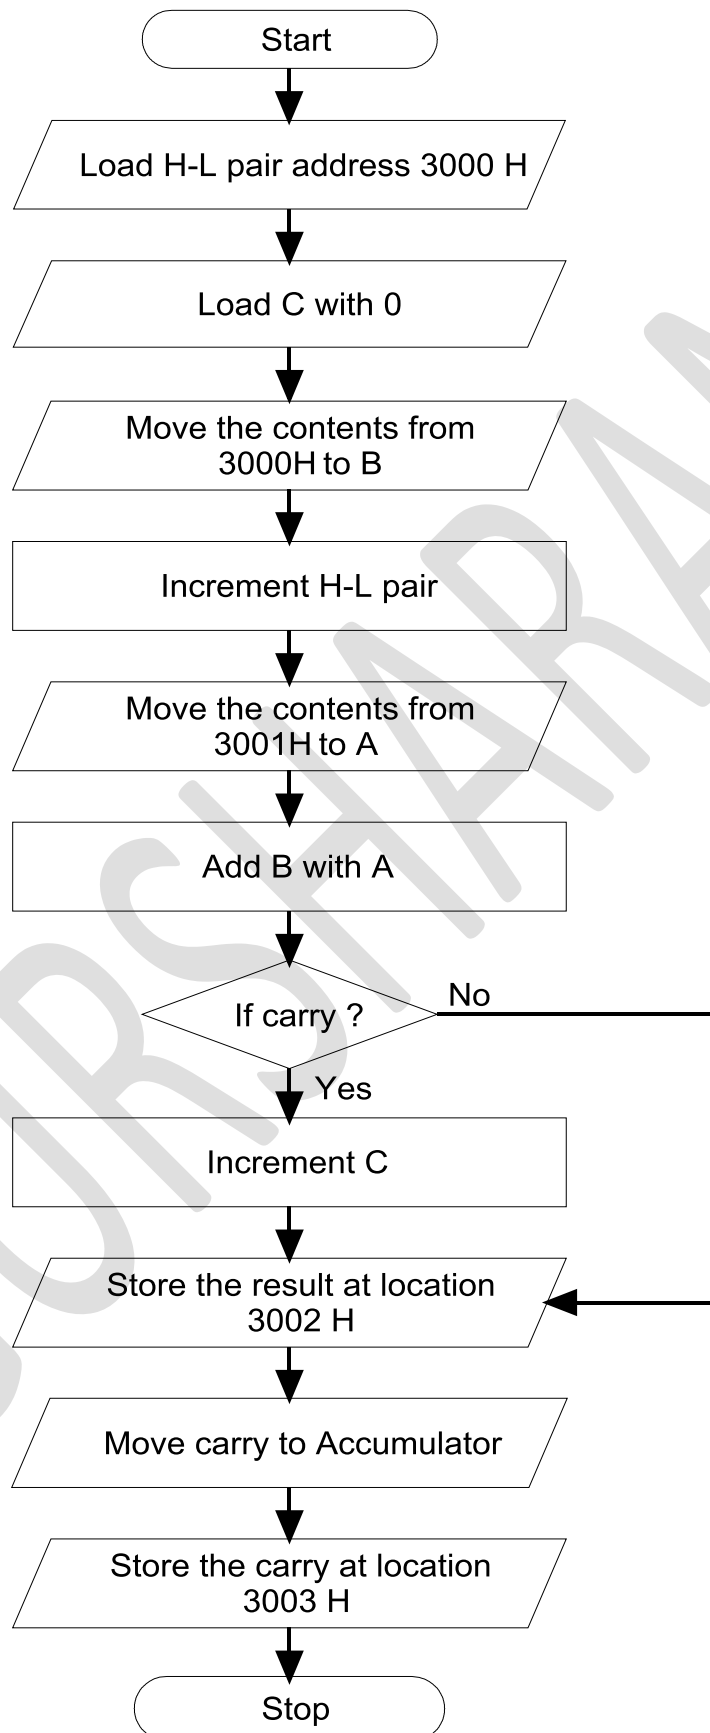 Start
Load H-L pair address 3000 H
Load C with 0
Move the contents from
3000H to B
Increment H-L pair
Move the contents from
3001H to A
Add B with A
If carry ?
No
Yes
Increment C
Store the result at location
3002 H
Move carry to Accumulator
Store the carry at location
3003 H
Stop